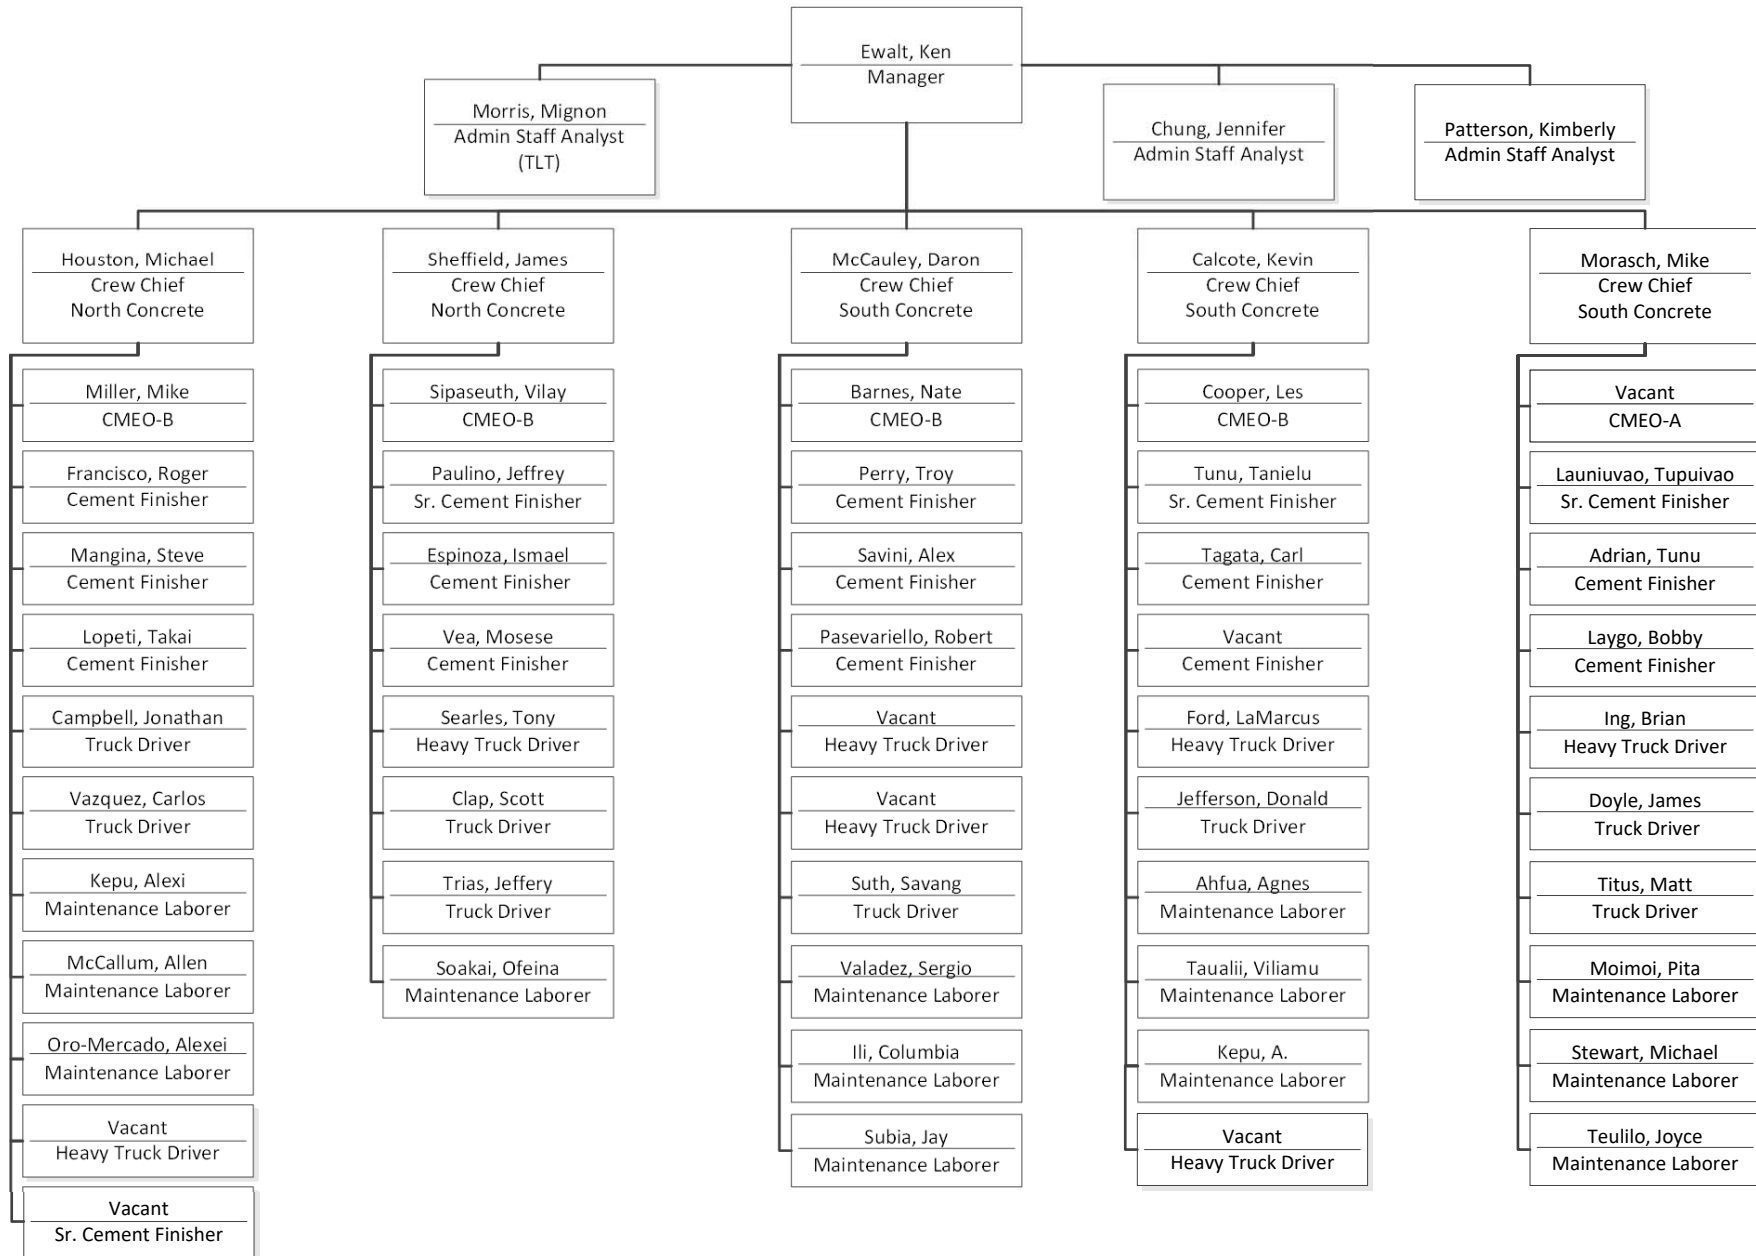 Ewalt, Ken
Manager
Morris, Mignon
Admin Staff Analyst
(TLT)
Chung, Jennifer
Admin Staff Analyst
Patterson, Kimberly
Admin Staff Analyst
Houston, Michael
Crew Chief
North Concrete
Miller, Mike
CMEO-B
Francisco, Roger
Cement Finisher
Mangina, Steve
Cement Finisher
Lopeti, Takai
Cement Finisher
Campbell, Jonathan
Truck Driver
Vazquez, Carlos
Truck Driver
Kepu, Alexi
Maintenance Laborer
McCallum, Allen
Maintenance Laborer
Oro-Mercado, Alexei
Maintenance Laborer
Vacant
Heavy Truck Driver
Vacant
Sr. Cement Finisher
Sheffield, James
Crew Chief
North Concrete
Sipaseuth, Vilay
CMEO-B
Paulino, Jeffrey
Sr. Cement Finisher
Espinoza, Ismael
Cement Finisher
Vea, Mosese
Cement Finisher
Searles, Tony
Heavy Truck Driver
Clap, Scott
Truck Driver
Trias, Jeffery
Truck Driver
Soakai, Ofeina
Maintenance Laborer
McCauley, Daron
Crew Chief
South Concrete
Barnes, Nate
CMEO-B
Perry, Troy
Cement Finisher
Savini, Alex
Cement Finisher
Pasevariello, Robert
Cement Finisher
Vacant
Heavy Truck Driver
Vacant
Heavy Truck Driver
Suth, Savang
Truck Driver
Valadez, Sergio
Maintenance Laborer
Ili, Columbia
Maintenance Laborer
Subia, Jay
Maintenance Laborer
Calcote, Kevin
Crew Chief
South Concrete
Cooper, Les
CMEO-B
Tunu, Tanielu
Sr. Cement Finisher
Tagata, Carl
Cement Finisher
Vacant
Cement Finisher
Ford, LaMarcus
Heavy Truck Driver
Jefferson, Donald
Truck Driver
Ahfua, Agnes
Maintenance Laborer
Taualii, Viliamu
Maintenance Laborer
Kepu, A.
Maintenance Laborer
Vacant
Heavy Truck Driver
Morasch, Mike
Crew Chief
South Concrete
Vacant
CMEO-A
Launiuvao, Tupuivao
Sr. Cement Finisher
Adrian, Tunu
Cement Finisher
Laygo, Bobby
Cement Finisher
Ing, Brian
Heavy Truck Driver
Doyle, James
Truck Driver
Titus, Matt
Truck Driver
Moimoi, Pita
Maintenance Laborer
Stewart, Michael
Maintenance Laborer
Teulilo, Joyce
Maintenance Laborer